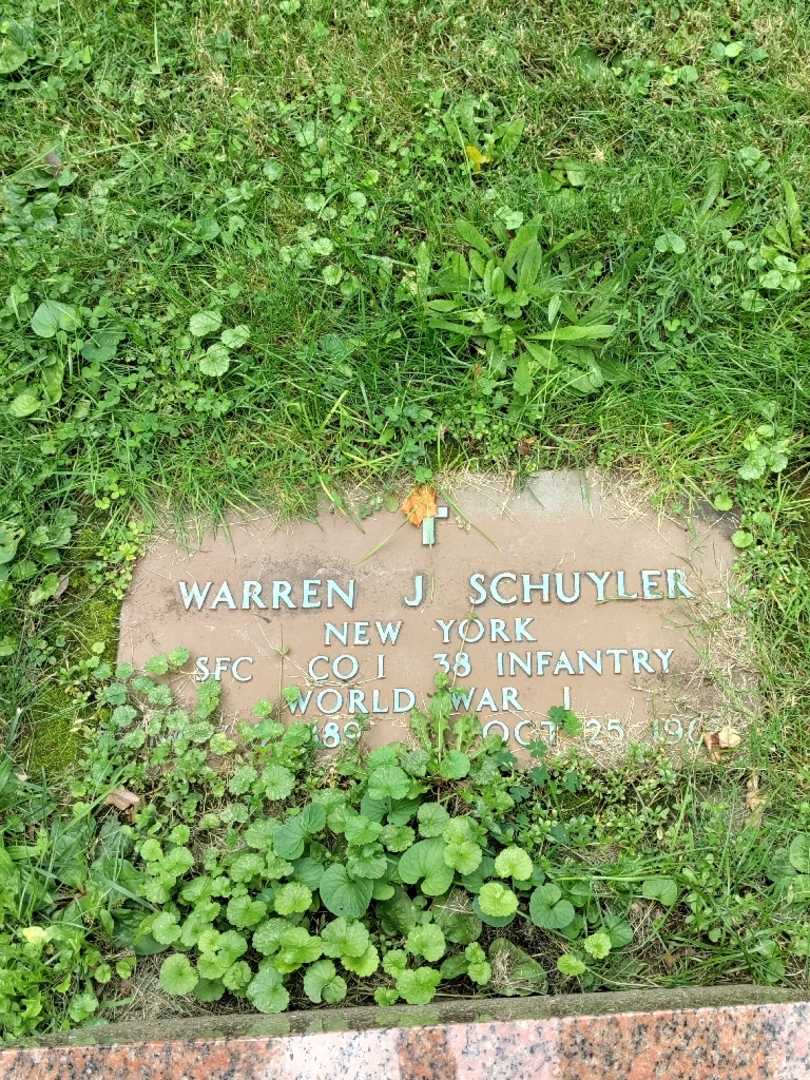 WARREN J SCHUYLER
NEW YORK
SFC CO I 38 INFANTRY
WORLD WAR I
OCT 25